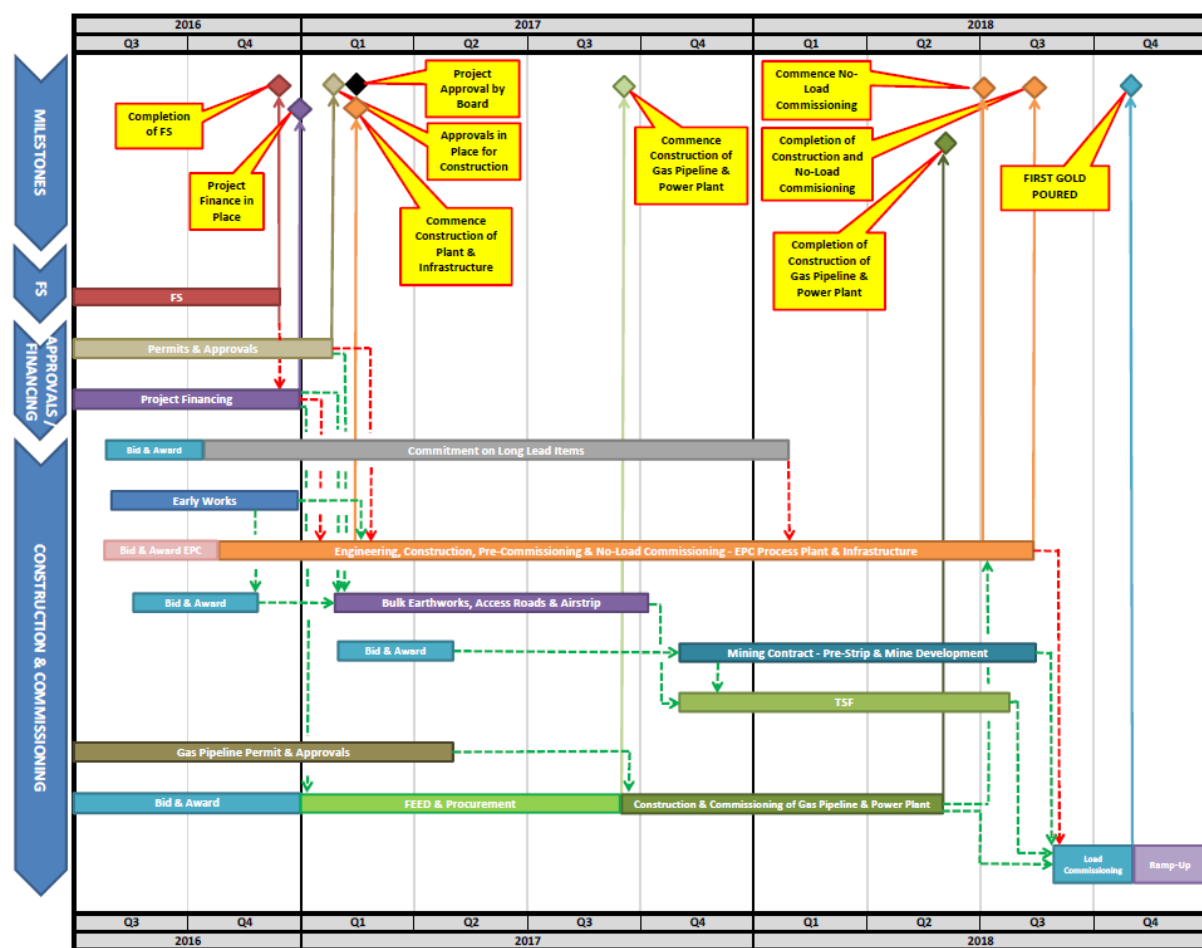 2016 2017 2018
Q3 Q4 Q1 Q2 Q3 Q4 Q1 Q2 Q3 Q4
MILESTONES
Completion
of FS
Project
Finance in
Place
Project
Approval by
Board
Approvals in
Place for
Construction
Commence
Construction of
Plant &
Infrastructure
Commence
Construction of
Gas Pipeline &
Power Plant
Commence No-
Load
Commissioning
Completion of
Construction and
No-Load
Commisioning
Completion of
Construction of
Gas Pipeline &
Power Plant
FIRST GOLD
POURED
FS
FS
APPROVALS /
FINANCING
Permits & Approvals
Project Financing
CONSTRUCTION & COMMISSIONING
Bid & Award Commitment on Long Lead Items
Early Works
Bid & Award EPC Engineering, Construction, Pre-Commissioning & No-Load Commissioning - EPC Process Plant & Infrastructure
Bid & Award Bulk Earthworks, Access Roads & Airstrip
Bid & Award Mining Contract - Pre-Strip & Mine Development
TSF
Gas Pipeline Permit & Approvals
Bid & Award FEED & Procurement Construction & Commissioning of Gas Pipeline & Power Plant
Load
Commissioning
Ramp-Up
Q3 Q4 Q1 Q2 Q3 Q4 Q1 Q2 Q3 Q4
2016 2017 2018